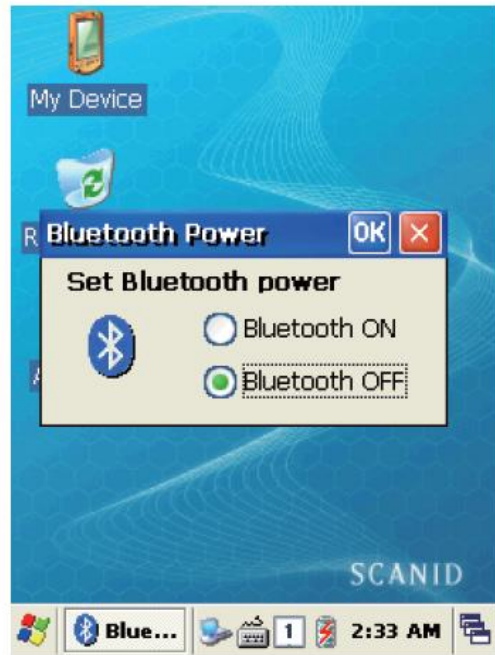 My Device
R
Bluetooth Power
OK
Set Bluetooth power
Bluetooth ON
Bluetooth OFF
SCANID
Blue...
1
2:33 AM